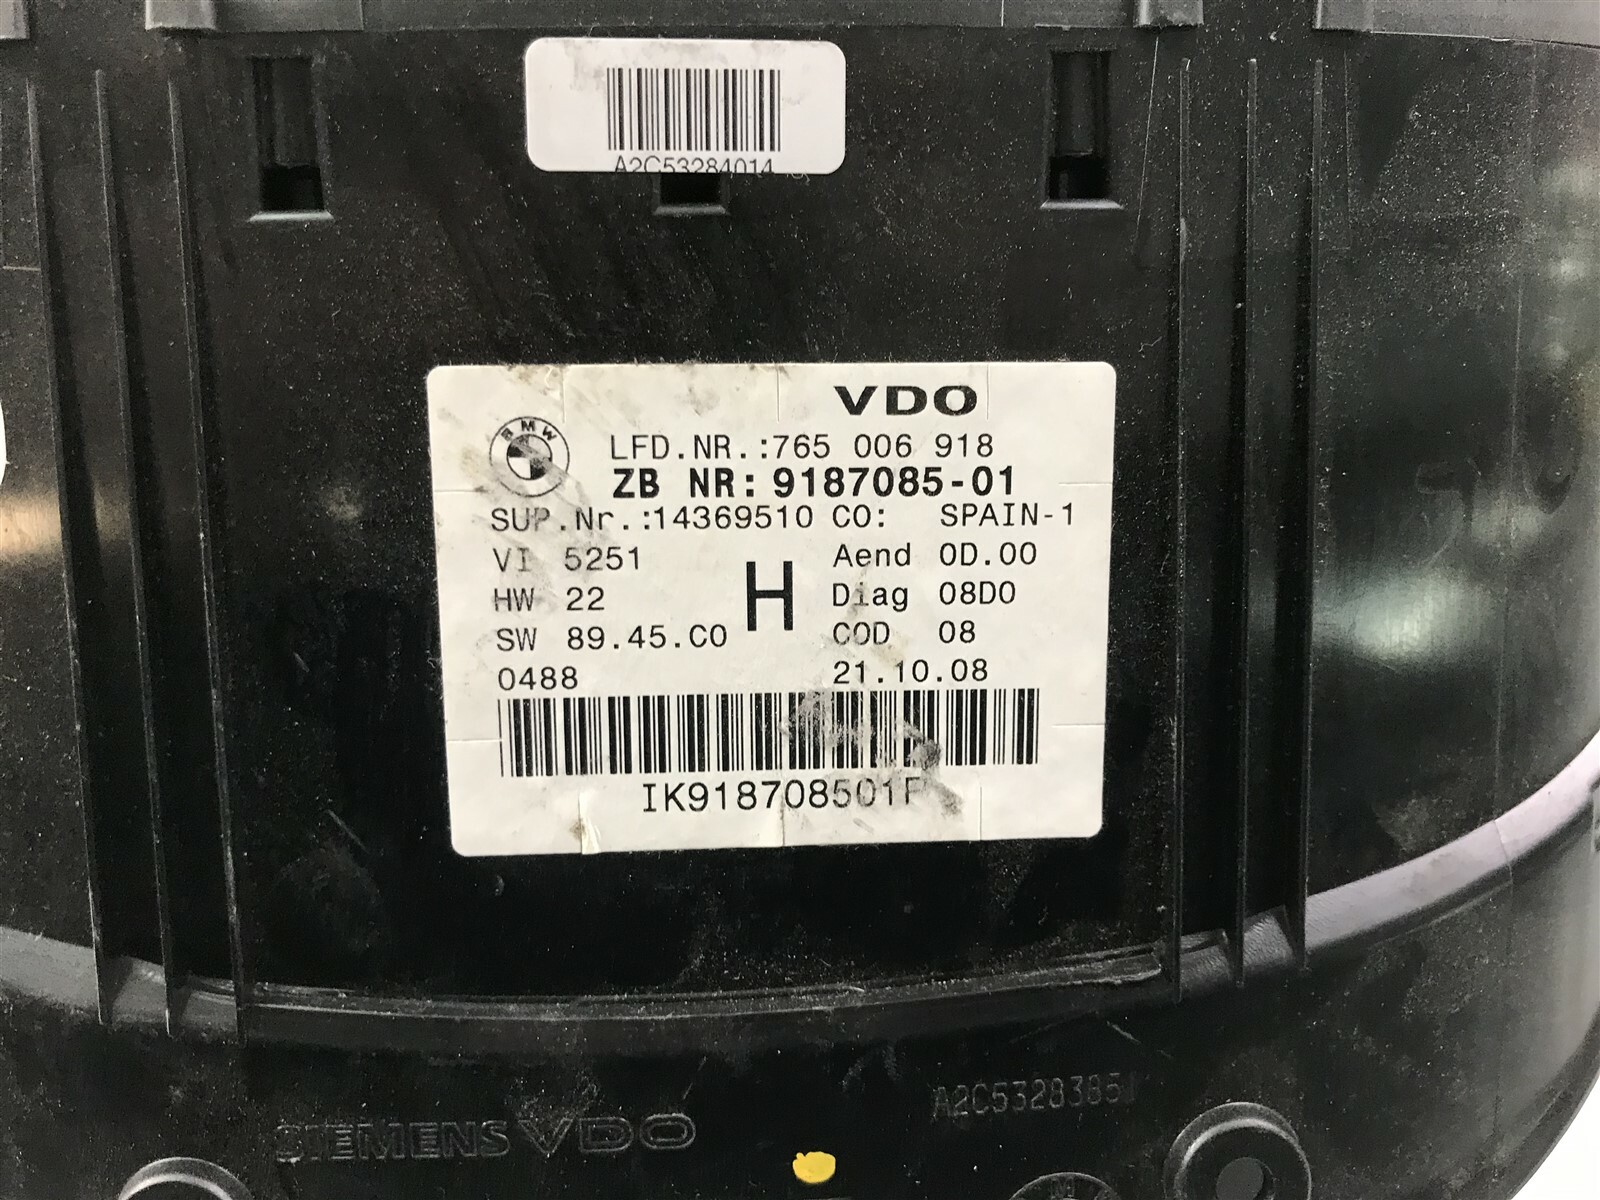 A2C53284014
VDO
BMW
LFD.NR.:765 006 918
ZB NR: 9187085-01
SUP.Nr.:14369510 CO: SPAIN-1
VI 5251 Aend 0D.00
HW 22 H Diag 08D0
SW 89.45.C0 COD 08
0488 21.10.08
IK918708501F
A2C53283851
SIEMENS VDO